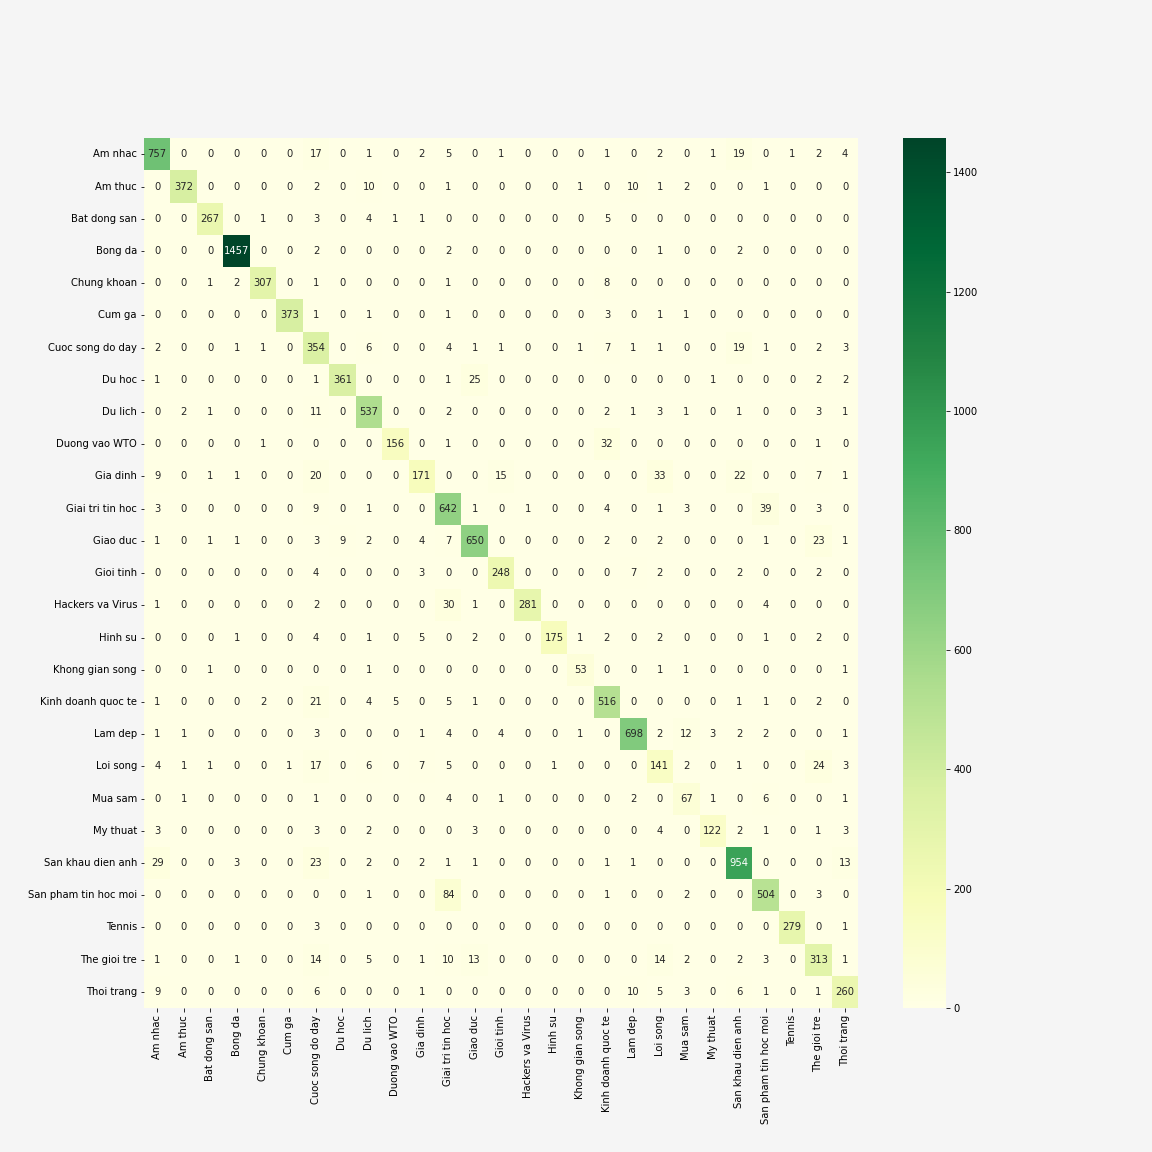 Am nhac 757 0 0 0 0 0 17 0 1 0 2 5 0 1 0 0 0 1 0 2 0 1 19 0 1 2 4
Am thuc 0 372 0 0 0 0 2 0 10 0 0 1 0 0 0 0 1 0 10 1 2 0 0 1 0 0 0
Bat dong san 0 0 267 0 1 0 3 0 4 1 1 0 0 0 0 0 0 5 0 0 0 0 0 0 0 0 0
Bong da 0 0 0 1457 0 0 2 0 0 0 0 2 0 0 0 0 0 0 0 1 0 0 2 0 0 0 0
Chung khoan 0 0 1 2 307 0 1 0 0 0 0 1 0 0 0 0 0 8 0 0 0 0 0 0 0 0 0
Cum ga 0 0 0 0 0 373 1 0 1 0 0 1 0 0 0 0 0 3 0 1 1 0 0 0 0 0 0
Cuoc song do day 2 0 0 1 1 0 354 0 6 0 0 4 1 1 0 0 1 7 1 1 0 0 19 1 0 2 3
Du hoc 1 0 0 0 0 0 1 361 0 0 0 1 25 0 0 0 0 0 0 0 0 1 0 0 0 2 2
Du lich 0 2 1 0 0 0 11 0 537 0 0 2 0 0 0 0 0 2 1 3 1 0 1 0 0 3 1
Duong vao WTO 0 0 0 0 1 0 0 0 0 156 0 1 0 0 0 0 0 32 0 0 0 0 0 0 0 1 0
Gia dinh 9 0 1 1 0 0 20 0 0 0 171 0 0 15 0 0 0 0 0 33 0 0 22 0 0 7 1
Giai tri tin hoc 3 0 0 0 0 0 9 0 1 0 0 642 1 0 1 0 0 4 0 1 3 0 0 39 0 3 0
Giao duc 1 0 1 1 0 0 3 9 2 0 4 7 650 0 0 0 0 2 0 2 0 0 0 1 0 23 1
Gioi tinh 0 0 0 0 0 0 4 0 0 0 3 0 0 248 0 0 0 0 7 2 0 0 2 0 0 2 0
Hackers va Virus 1 0 0 0 0 0 2 0 0 0 0 30 1 0 281 0 0 0 0 0 0 0 0 4 0 0 0
Hinh su 0 0 0 1 0 0 4 0 1 0 5 0 2 0 0 175 1 2 0 2 0 0 0 1 0 2 0
Khong gian song 0 0 1 0 0 0 0 0 1 0 0 0 0 0 0 0 53 0 0 1 1 0 0 0 0 0 1
Kinh doanh quoc te 1 0 0 0 2 0 21 0 4 5 0 5 1 0 0 0 0 516 0 0 0 0 1 1 0 2 0
Lam dep 1 1 0 0 0 0 3 0 0 0 1 4 0 4 0 0 1 0 698 2 12 3 2 2 0 0 1
Loi song 4 1 1 0 0 1 17 0 6 0 7 5 0 0 1 0 0 0 0 141 2 0 1 0 0 24 3
Mua sam 0 1 0 0 0 0 1 0 0 0 0 4 0 1 0 0 0 0 2 0 67 1 0 6 0 0 1
My thuat 3 0 0 0 0 0 3 0 2 0 0 0 3 0 0 0 0 0 0 4 0 122 2 1 0 1 3
San khau dien anh 29 0 0 3 0 0 23 0 2 0 2 1 1 0 0 0 0 1 1 0 0 0 954 0 0 0 13
San pham tin hoc moi 0 0 0 0 0 0 0 0 1 0 0 84 0 0 0 0 0 1 0 0 2 0 0 504 0 3 0
Tennis 0 0 0 0 0 0 3 0 0 0 0 0 0 0 0 0 0 0 0 0 0 0 0 0 279 0 1
The gioi tre 1 0 0 1 0 0 14 0 5 0 1 10 13 0 0 0 0 0 0 14 2 0 2 3 0 313 1
Thoi trang 9 0 0 0 0 0 6 0 0 0 1 0 0 0 0 0 0 0 10 5 3 0 6 1 0 1 260
Am nhac
Am thuc
Bat dong san
Bong da
Chung khoan
Cum ga
Cuoc song do day
Du hoc
Du lich
Duong vao WTO
Gia dinh
Giai tri tin hoc
Giao duc
Gioi tinh
Hackers va Virus
Hinh su
Khong gian song
Kinh doanh quoc te
Lam dep
Loi song
Mua sam
My thuat
San khau dien anh
San pham tin hoc moi
Tennis
The gioi tre
Thoi trang
1400
1200
1000
800
600
400
200
0